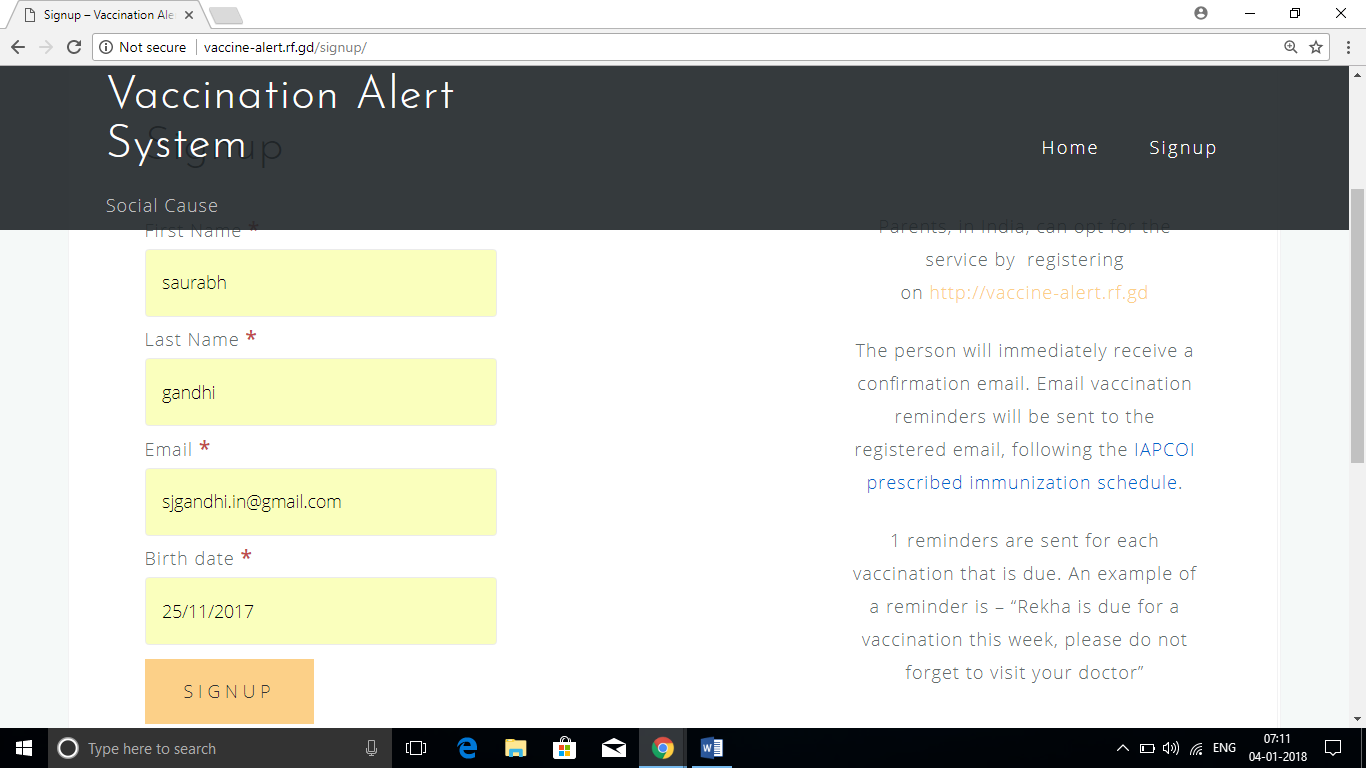 Signup – Vaccination Ale
Not secure
vaccine-alert.rf.gd/signup/
Vaccination Alert
System
Signup
Social Cause
Home
Signup
First Name *
saurabh
Last Name *
gandhi
Email *
sjgandhi.in@gmail.com
Birth date *
25/11/2017
SIGNUP
Parents, in India, can opt for the
service by registering
on http://vaccine-alert.rf.gd
The person will immediately receive a
confirmation email. Email vaccination
reminders will be sent to the
registered email, following the IAPCOI
prescribed immunization schedule.
1 reminders are sent for each
vaccination that is due. An example of
a reminder is – “Rekha is due for a
vaccination this week, please do not
forget to visit your doctor”
Type here to search
ENG
07:11
04-01-2018